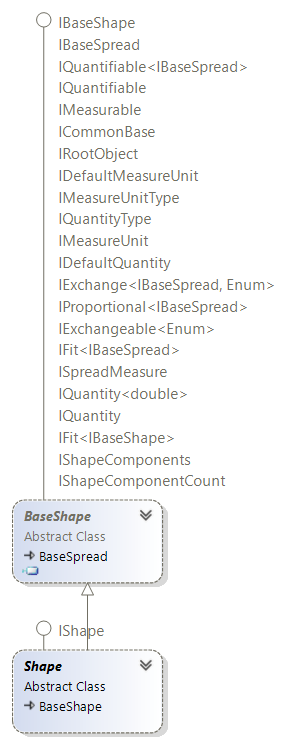 IBaseShape
IBaseSpread
IQuantifiable<IBaseSpread>
IQuantifiable
IMeasurable
ICommonBase
IRootObject
IDefaultMeasureUnit
IMeasureUnitType
IQuantityType
IMeasureUnit
IDefaultQuantity
IExchange<IBaseSpread, Enum>
IProportional<IBaseSpread>
IExchangeable<Enum>
IFit<IBaseSpread>
ISpreadMeasure
IQuantity<double>
IQuantity
IFit<IBaseShape>
IShapeComponents
IShapeComponentCount
BaseShape
Abstract Class
BaseSpread
IShape
Shape
Abstract Class
BaseShape